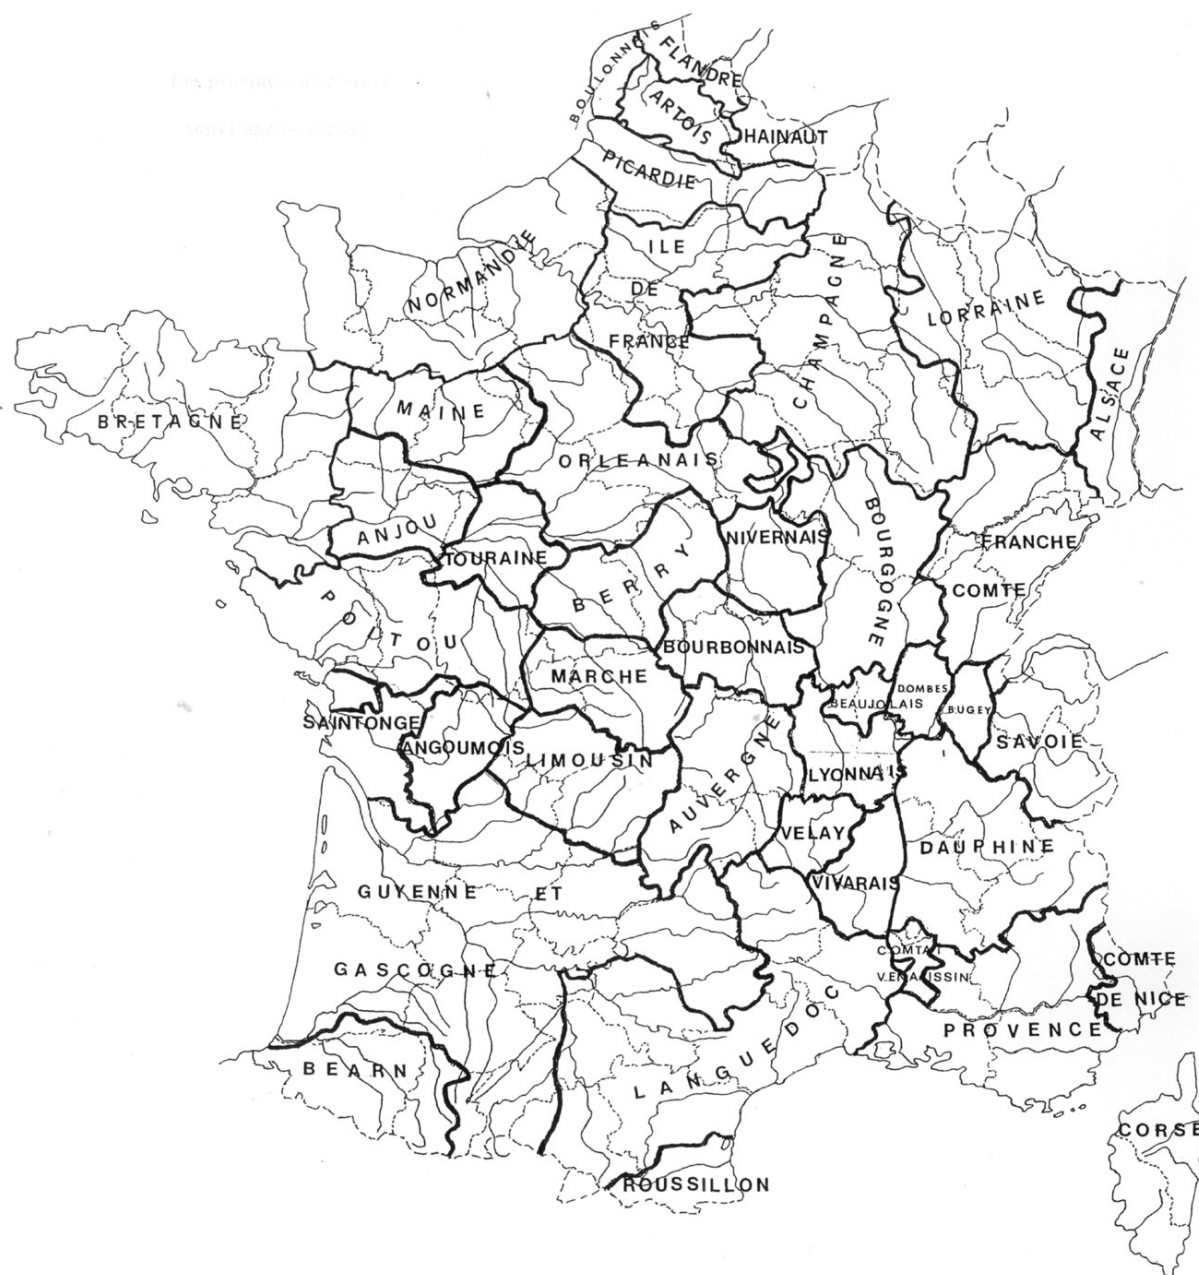 BOULONNAIS
FLANDRE
ARTOIS
HAINAUT
PICARDIE
ILE
DE
FRANCE
NORMANDIE
CHAMPAGNE
LORRAINE
ALSACE
BRETAGNE
MAINE
ORLEANAIS
ANJOU
TOURAINE
BERRY
NIVERNAIS
BOURGOGNE
FRANCHE
COMTE
POITOU
BOURBONNAIS
MARCHE
SAINTONGE
ANGOUMOIS
LIMOUSIN
AUVERGNE
BEAUJOLAIS
DOMBES
BUGEY
SAVOIE
LYONNAIS
VELAY
VIVARAIS
DAUPHINE
GUYENNE ET
GASCOGNE
COMTAT
VENAISSIN
COMTE
DE NICE
PROVENCE
BEARN
LANGUEDOC
ROUSSILLON
CORSE